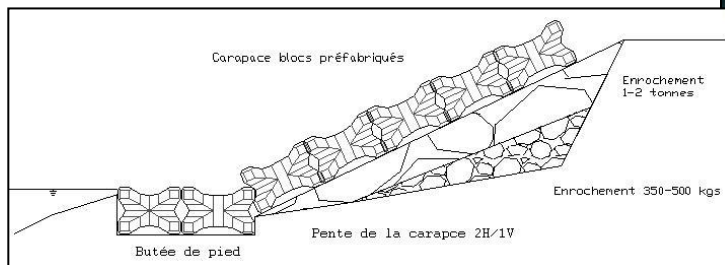 Carapace blocs préfabriqués
Enrochement
1-2 tonnes
Enrochement 350-500 kgs
Pente de la carapce 2H/1V
Butée de pied